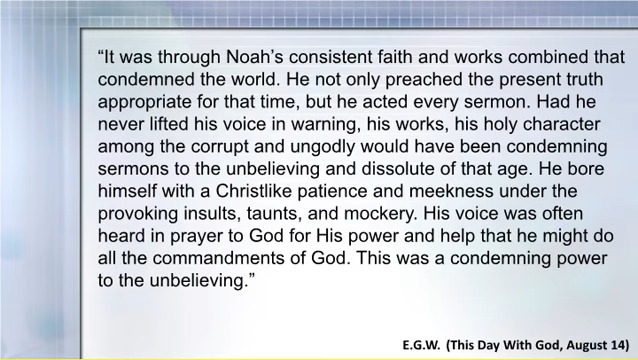 “It was through Noah’s consistent faith and works combined that
condemned the world. He not only preached the present truth
appropriate for that time, but he acted every sermon. Had he
never lifted his voice in warning, his works, his holy character
among the corrupt and ungodly would have been condemning
sermons to the unbelieving and dissolute of that age. He bore
himself with a Christlike patience and meekness under the
provoking insults, taunts, and mockery. His voice was often
heard in prayer to God for His power and help that he might do
all the commandments of God. This was a condemning power
to the unbelieving.”
E.G.W. (This Day With God, August 14)